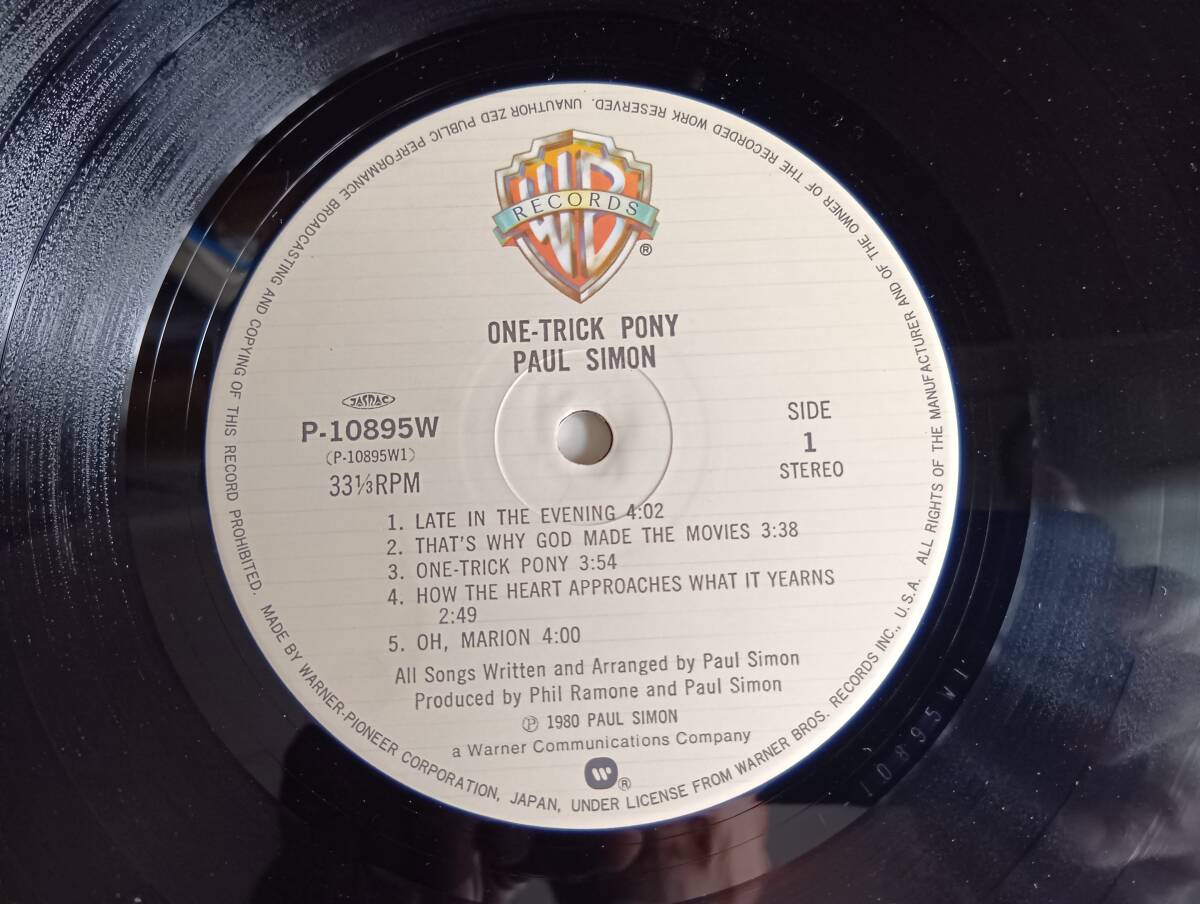 WB
RECORDS
®
ONE-TRICK PONY
PAUL SIMON
JASRAC
P-10895W
(P-10895W1)
33⅓RPM
SIDE
1
STEREO
1. LATE IN THE EVENING 4:02
2. THAT'S WHY GOD MADE THE MOVIES 3:38
3. ONE-TRICK PONY 3:54
4. HOW THE HEART APPROACHES WHAT IT YEARNS
2:49
5. OH, MARION 4:00
All Songs Written and Arranged by Paul Simon
Produced by Phil Ramone and Paul Simon
Ⓟ 1980 PAUL SIMON
a Warner Communications Company
®
MADE BY WARNER-PIONEER CORPORATION, JAPAN, UNDER LICENSE FROM WARNER BROS. RECORDS INC., U.S.A. ALL RIGHTS OF THE MANUFACTURER AND OF THE OWNER OF THE RECORDED WORK RESERVED. UNAUTHOR ZED PUBLIC PERFORMANCE BROADCASTING AND COPYING OF THIS RECORD PROHIBITED.
10895W1